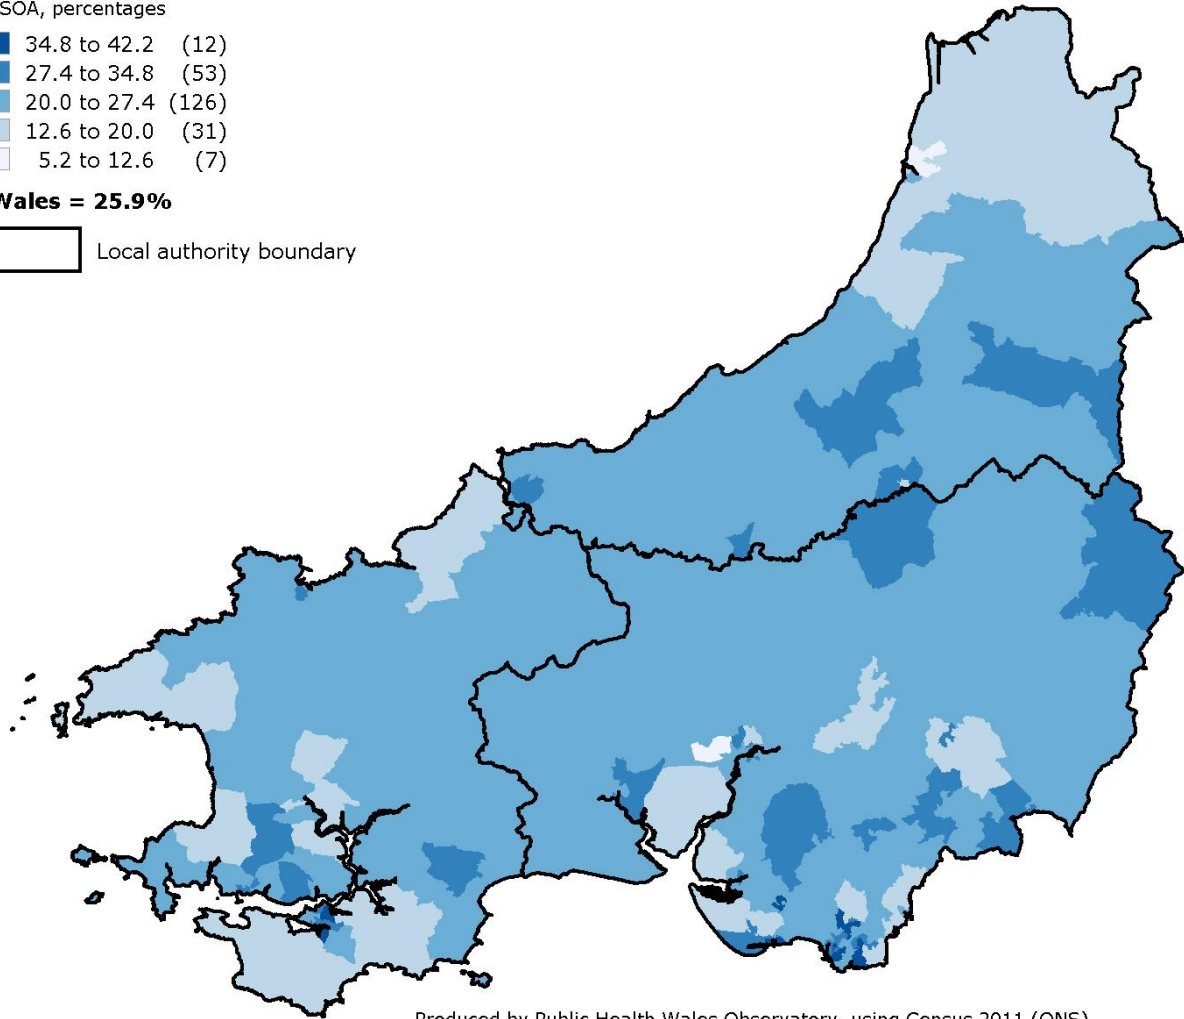 SOA, percentages
34.8 to 42.2 (12)
27.4 to 34.8 (53)
20.0 to 27.4 (126)
12.6 to 20.0 (31)
5.2 to 12.6 (7)
Wales = 25.9%
Local authority boundary
Produced by Public Health Wales Observatory, using Census 2011 (ONS)